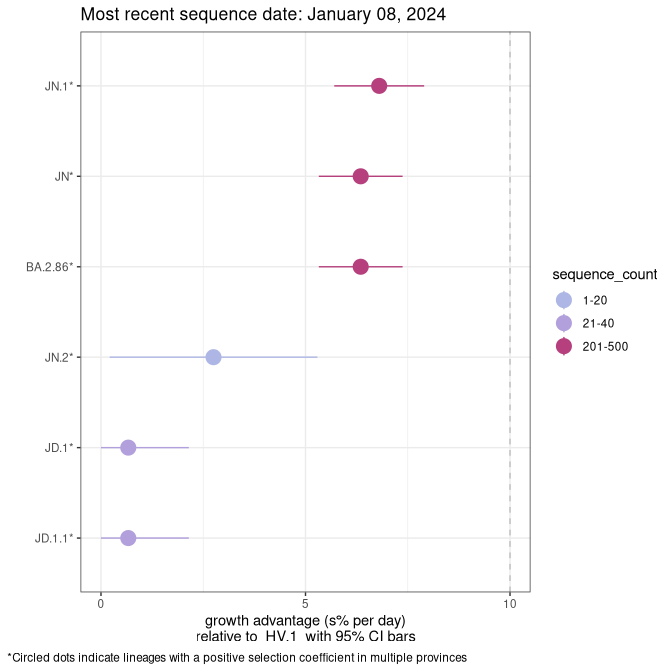 Most recent sequence date: January 08, 2024
JN.1*
JN*
BA.2.86*
JN.2*
JD.1*
JD.1.1*
0
5
10
growth advantage (s% per day)
relative to  HV.1  with 95% CI bars
sequence_count
1-20
21-40
201-500
*Circled dots indicate lineages with a positive selection coefficient in multiple provinces